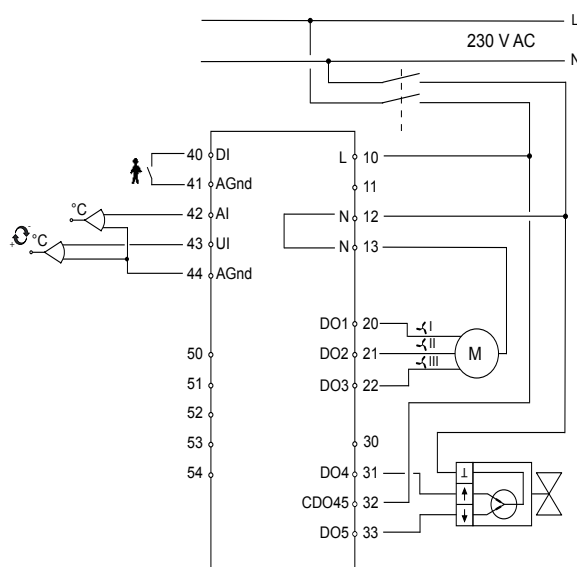 L
230 V AC
N
40 DI
L 10
41 AGnd
11
°C
42 AI
N 12
°C
43 UI
N 13
44 AGnd
DO1 20
I
II
50
DO2 21
M
III
51
DO3 22
52
53
30
54
DO4 31
CDO45 32
DO5 33